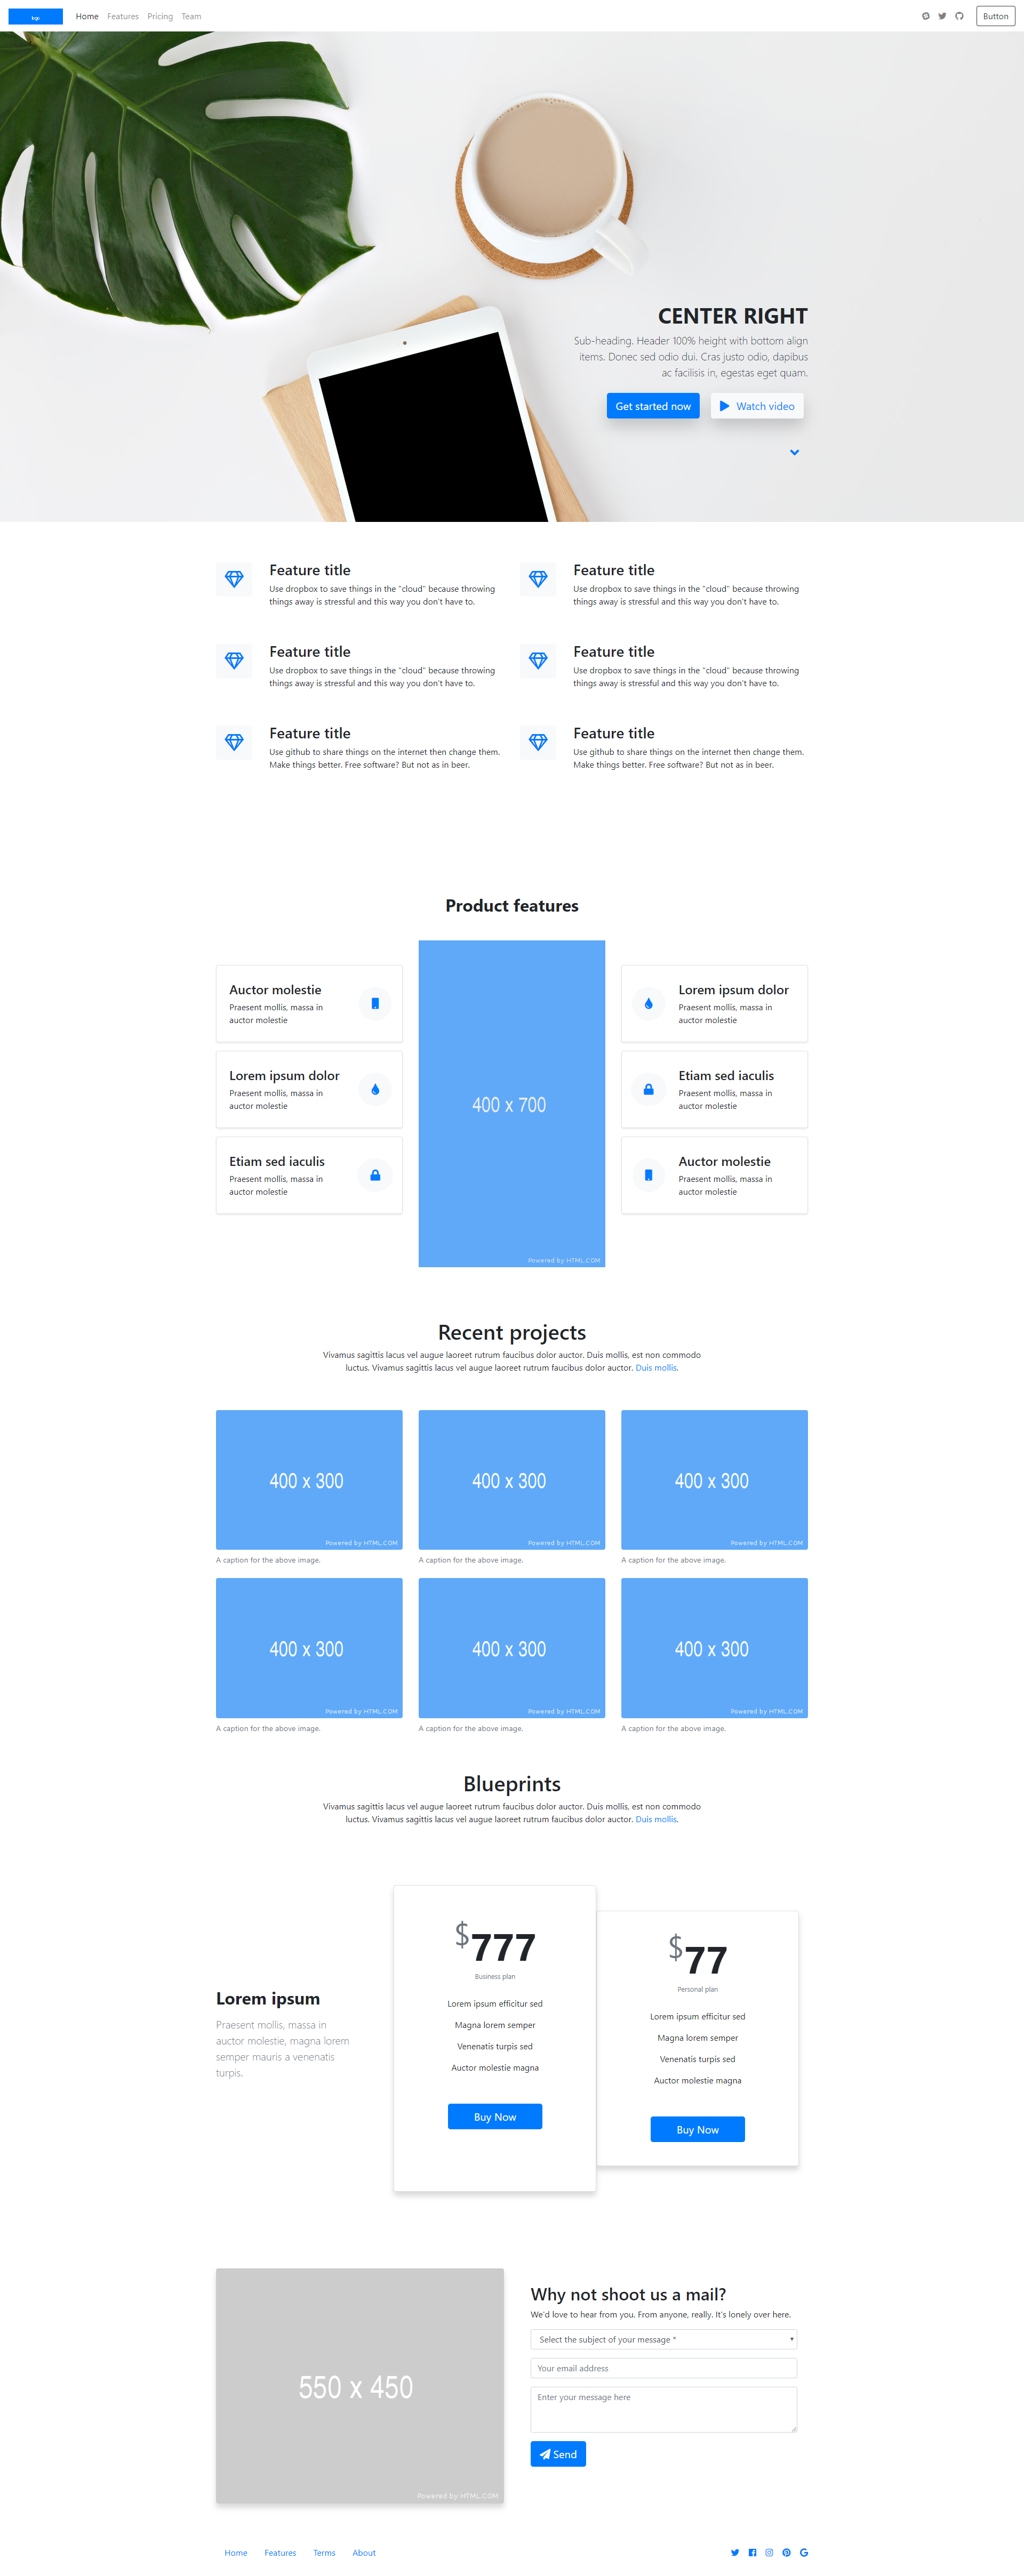 logo
Home Features Pricing Team
Button
CENTER RIGHT
Sub-heading. Header 100% height with bottom align
items. Donec sed odio dui. Cras justo odio, dapibus
ac facilisis in, egestas eget quam.
Get started now
Watch video
Feature title
Use dropbox to save things in the "cloud" because throwing
things away is stressful and this way you don't have to.
Feature title
Use dropbox to save things in the "cloud" because throwing
things away is stressful and this way you don't have to.
Feature title
Use dropbox to save things in the "cloud" because throwing
things away is stressful and this way you don't have to.
Feature title
Use dropbox to save things in the "cloud" because throwing
things away is stressful and this way you don't have to.
Feature title
Use github to share things on the internet then change them.
Make things better. Free software? But not as in beer.
Feature title
Use github to share things on the internet then change them.
Make things better. Free software? But not as in beer.
Product features
Auctor molestie
Praesent mollis, massa in
auctor molestie
Lorem ipsum dolor
Praesent mollis, massa in
auctor molestie
Etiam sed iaculis
Praesent mollis, massa in
auctor molestie
400 x 700
Powered by HTML.COM
Lorem ipsum dolor
Praesent mollis, massa in
auctor molestie
Etiam sed iaculis
Praesent mollis, massa in
auctor molestie
Auctor molestie
Praesent mollis, massa in
auctor molestie
Recent projects
Vivamus sagittis lacus vel augue laoreet rutrum faucibus dolor auctor. Duis mollis, est non commodo
luctus. Vivamus sagittis lacus vel augue laoreet rutrum faucibus dolor auctor. Duis mollis.
400 x 300
Powered by HTML.COM
A caption for the above image.
400 x 300
Powered by HTML.COM
A caption for the above image.
400 x 300
Powered by HTML.COM
A caption for the above image.
400 x 300
Powered by HTML.COM
A caption for the above image.
400 x 300
Powered by HTML.COM
A caption for the above image.
400 x 300
Powered by HTML.COM
A caption for the above image.
Blueprints
Vivamus sagittis lacus vel augue laoreet rutrum faucibus dolor auctor. Duis mollis, est non commodo
luctus. Vivamus sagittis lacus vel augue laoreet rutrum faucibus dolor auctor. Duis mollis.
Lorem ipsum
Praesent mollis, massa in
auctor molestie, magna lorem
semper mauris a venenatis
turpis.
$777
Business plan
Lorem ipsum efficitur sed
Magna lorem semper
Venenatis turpis sed
Auctor molestie magna
Buy Now
$77
Personal plan
Lorem ipsum efficitur sed
Magna lorem semper
Venenatis turpis sed
Auctor molestie magna
Buy Now
550 x 450
Powered by HTML.COM
Why not shoot us a mail?
We'd love to hear from you. From anyone, really. It's lonely over here.
Select the subject of your message *
Your email address
Enter your message here
Send
Home Features Terms About